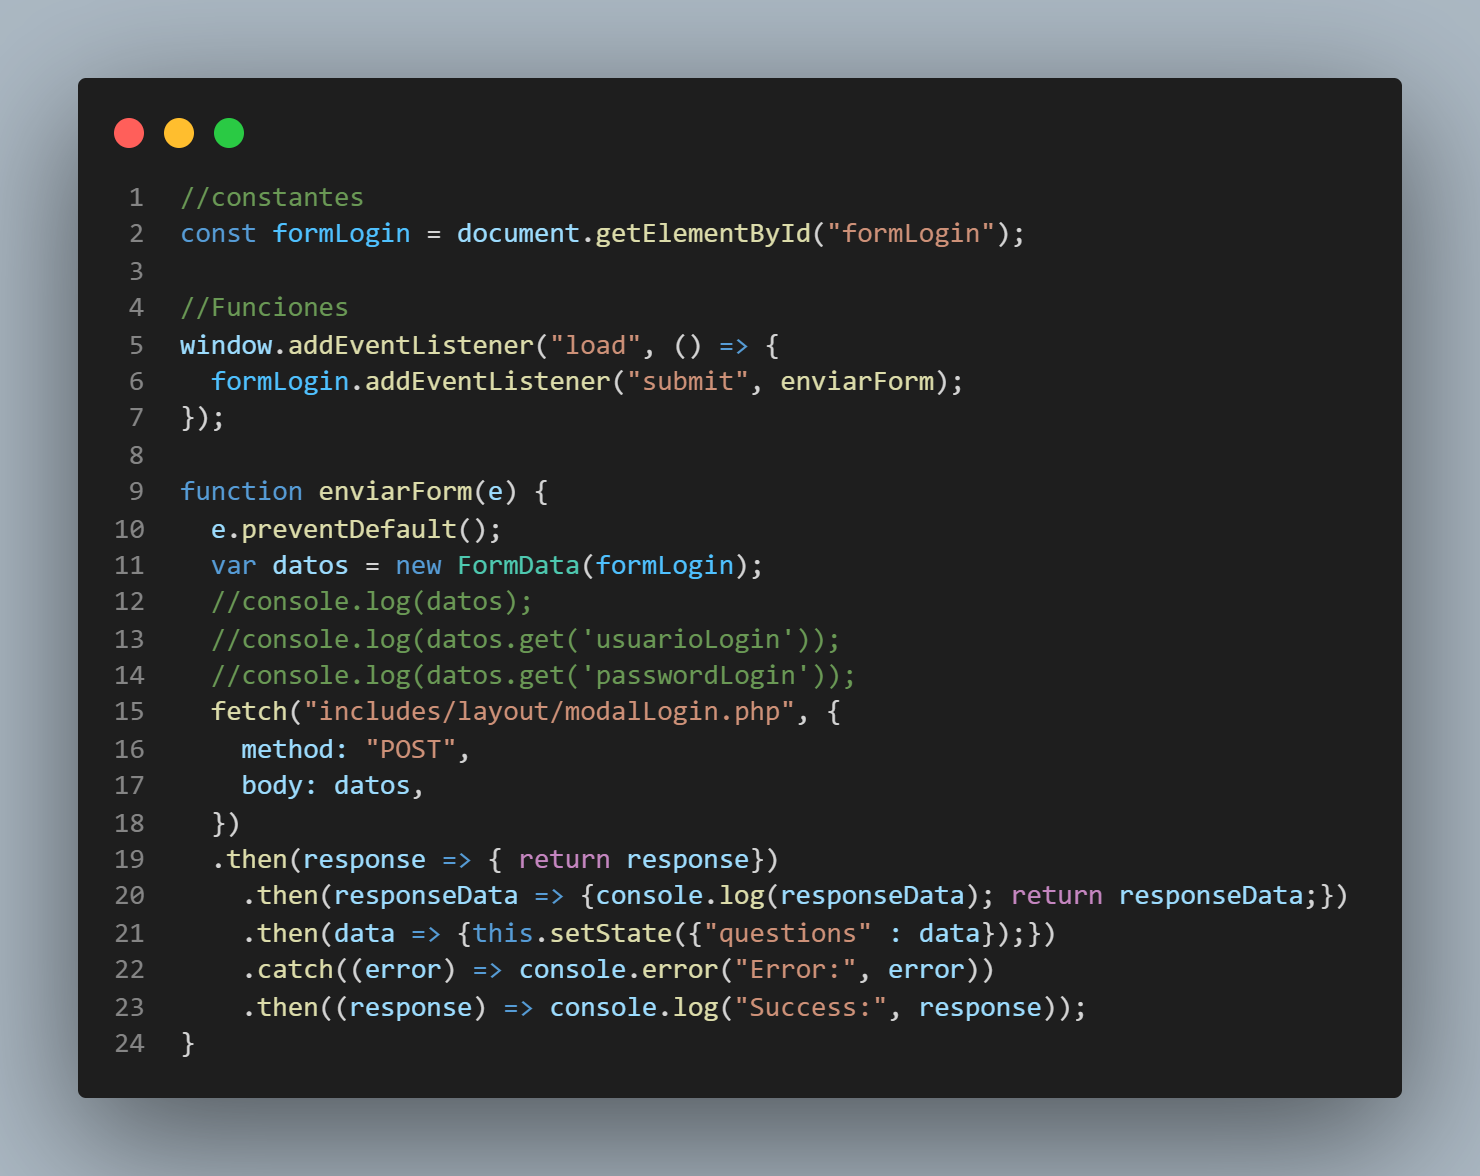 1 //constantes
2 const formLogin = document.getElementById("formLogin");
3
4 //Funciones
5 window.addEventListener("load", () => {
6   formLogin.addEventListener("submit", enviarForm);
7 });
8
9 function enviarForm(e) {
10   e.preventDefault();
11   var datos = new FormData(formLogin);
12   //console.log(datos);
13   //console.log(datos.get('usuarioLogin'));
14   //console.log(datos.get('passwordLogin'));
15   fetch("includes/layout/modalLogin.php", {
16     method: "POST",
17     body: datos,
18   })
19   .then(response => { return response})
20     .then(responseData => {console.log(responseData); return responseData;})
21     .then(data => {this.setState({"questions" : data});})
22     .catch((error) => console.error("Error:", error))
23     .then((response) => console.log("Success:", response));
24 }